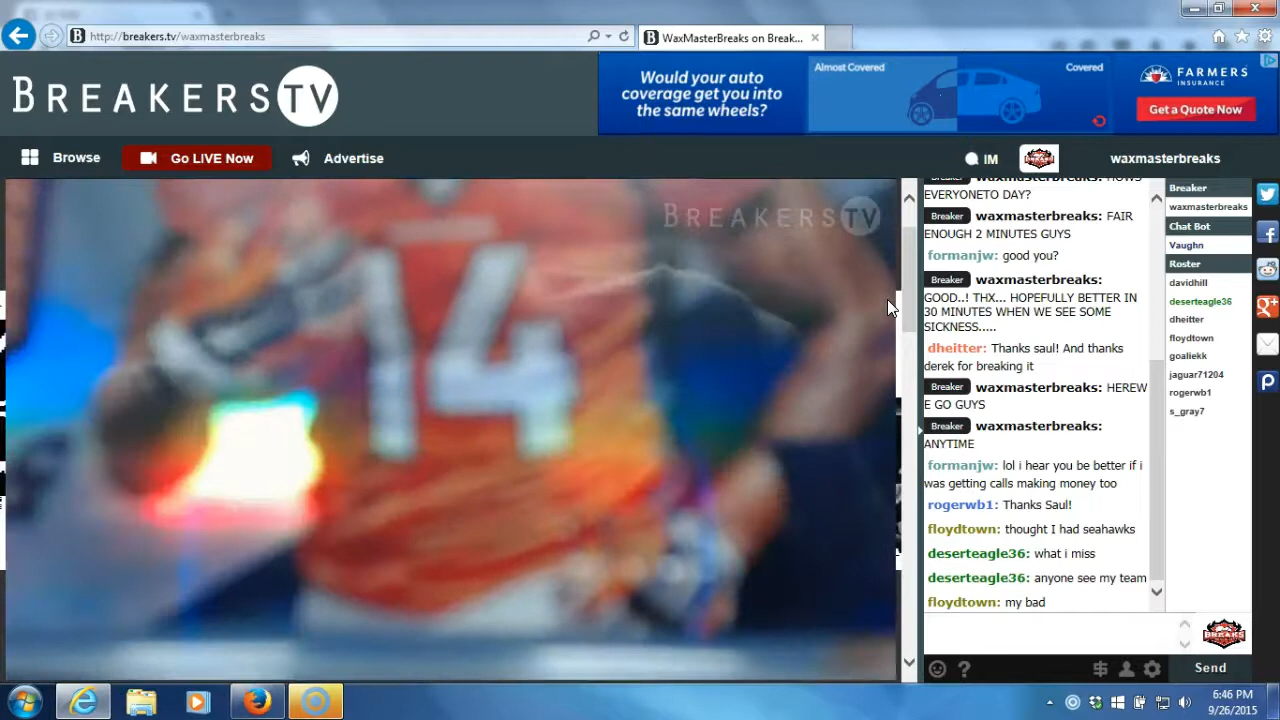 http://breakers.tv/waxmasterbreaks
WaxMasterBreaks on Break...
BREAKERSTV
Would your auto
coverage get you into
the same wheels?
Almost Covered
Covered
FARMERS
INSURANCE
Get a Quote Now
Browse
Go LIVE Now
Advertise
IM
waxmasterbreaks
BREAKERSTV
14
EVERYONETO DAY?
Breaker waxmasterbreaks: FAIR
ENOUGH 2 MINUTES GUYS
formanjw: good you?
Breaker waxmasterbreaks:
GOOD..! THX... HOPEFULLY BETTER IN
30 MINUTES WHEN WE SEE SOME
SICKNESS.....
dheitter: Thanks saul! And thanks
derek for breaking it
Breaker waxmasterbreaks: HEREW
E GO GUYS
Breaker waxmasterbreaks:
ANYTIME
formanjw: lol i hear you be better if i
was getting calls making money too
rogerwb1: Thanks Saul!
floydtown: thought I had seahawks
deserteagle36: what i miss
deserteagle36: anyone see my team
floydtown: my bad
Send
Breaker
waxmasterbreaks
Chat Bot
Vaughn
Roster
davidhill
deserteagle36
dheitter
floydtown
goaliekk
jaguar71204
rogerwb1
s_gray7
6:46 PM
9/26/2015